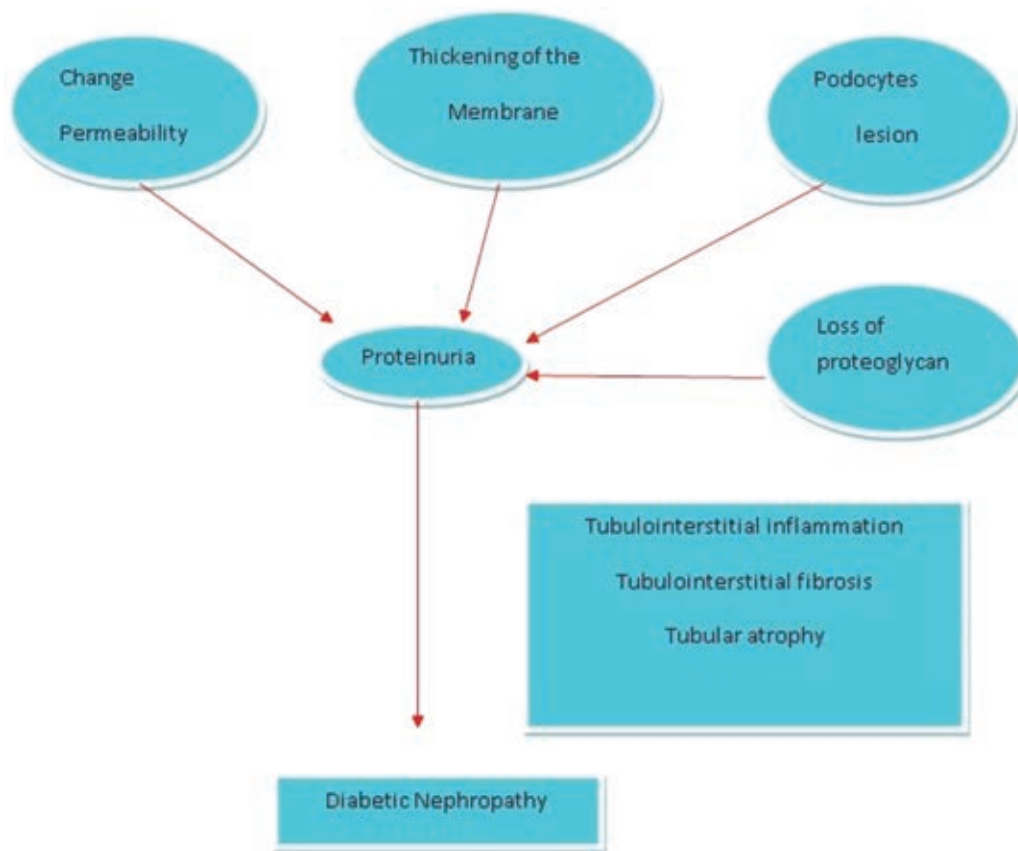 Change
Permeability
Thickening of the
Membrane
Podocytes
lesion
Proteinuria
Loss of
proteoglycan
Tubulointerstitial inflammation
Tubulointerstitial fibrosis
Tubular atrophy
Diabetic Nephropathy